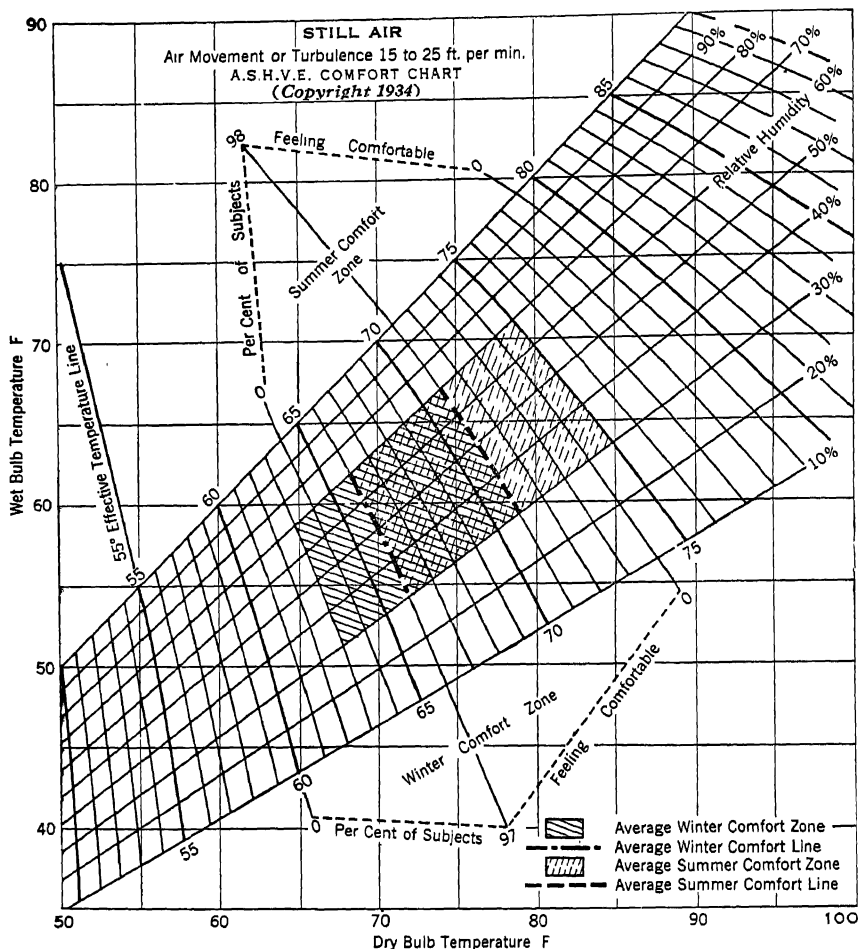 STILL AIR
Air Movement or Turbulence 15 to 25 ft. per min.
A.S.H.V.E. COMFORT CHART
(Copyright 1934)
90
80
70
60
50
40
Wet Bulb Temperature F
50
60
70
80
90
100
Dry Bulb Temperature F
98
Feeling Comfortable
0
Per Cent of Subjects
0
Summer Comfort
Zone
55° Effective Temperature Line
55
60
65
70
75
80
85
90%
80%
70%
60%
50%
40%
30%
20%
10%
Relative Humidity
55
60
65
70
75
0
Per Cent of Subjects
97
Feeling Comfortable
0
Winter Comfort Zone
Average Winter Comfort Zone
Average Winter Comfort Line
Average Summer Comfort Zone
Average Summer Comfort Line